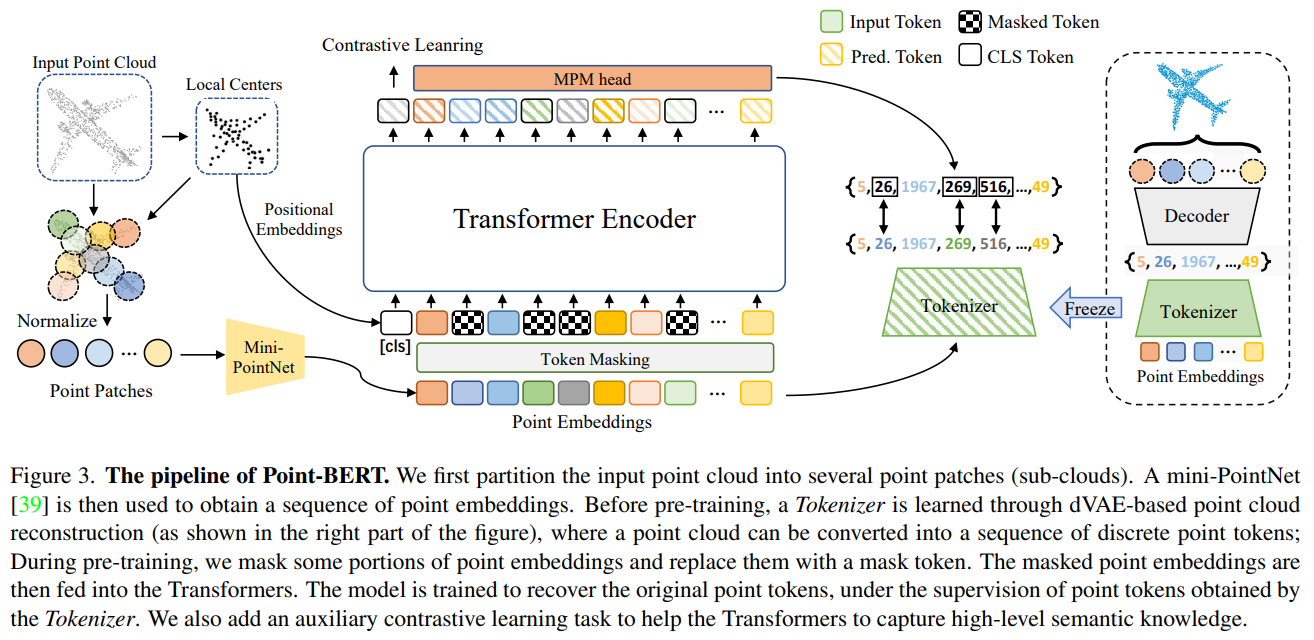 Input Token
Masked Token
Pred. Token
CLS Token
Contrastive Leanring
Input Point Cloud
Local Centers
MPM head
...
Transformer Encoder
Positional
Embeddings
{5, 26, 1967, 269, 516, ...,49}
{5, 26, 1967, 269, 516, ...,49}
Tokenizer
Freeze
...
Decoder
{5, 26, 1967, ...,49}
Tokenizer
...
Point Embeddings
Normalize
...
Point Patches
Mini-
PointNet
[cls]
...
Token Masking
...
Point Embeddings
Figure 3. The pipeline of Point-BERT. We first partition the input point cloud into several point patches (sub-clouds). A mini-PointNet
[39] is then used to obtain a sequence of point embeddings. Before pre-training, a Tokenizer is learned through dVAE-based point cloud
reconstruction (as shown in the right part of the figure), where a point cloud can be converted into a sequence of discrete point tokens;
During pre-training, we mask some portions of point embeddings and replace them with a mask token. The masked point embeddings are
then fed into the Transformers. The model is trained to recover the original point tokens, under the supervision of point tokens obtained by
the Tokenizer. We also add an auxiliary contrastive learning task to help the Transformers to capture high-level semantic knowledge.